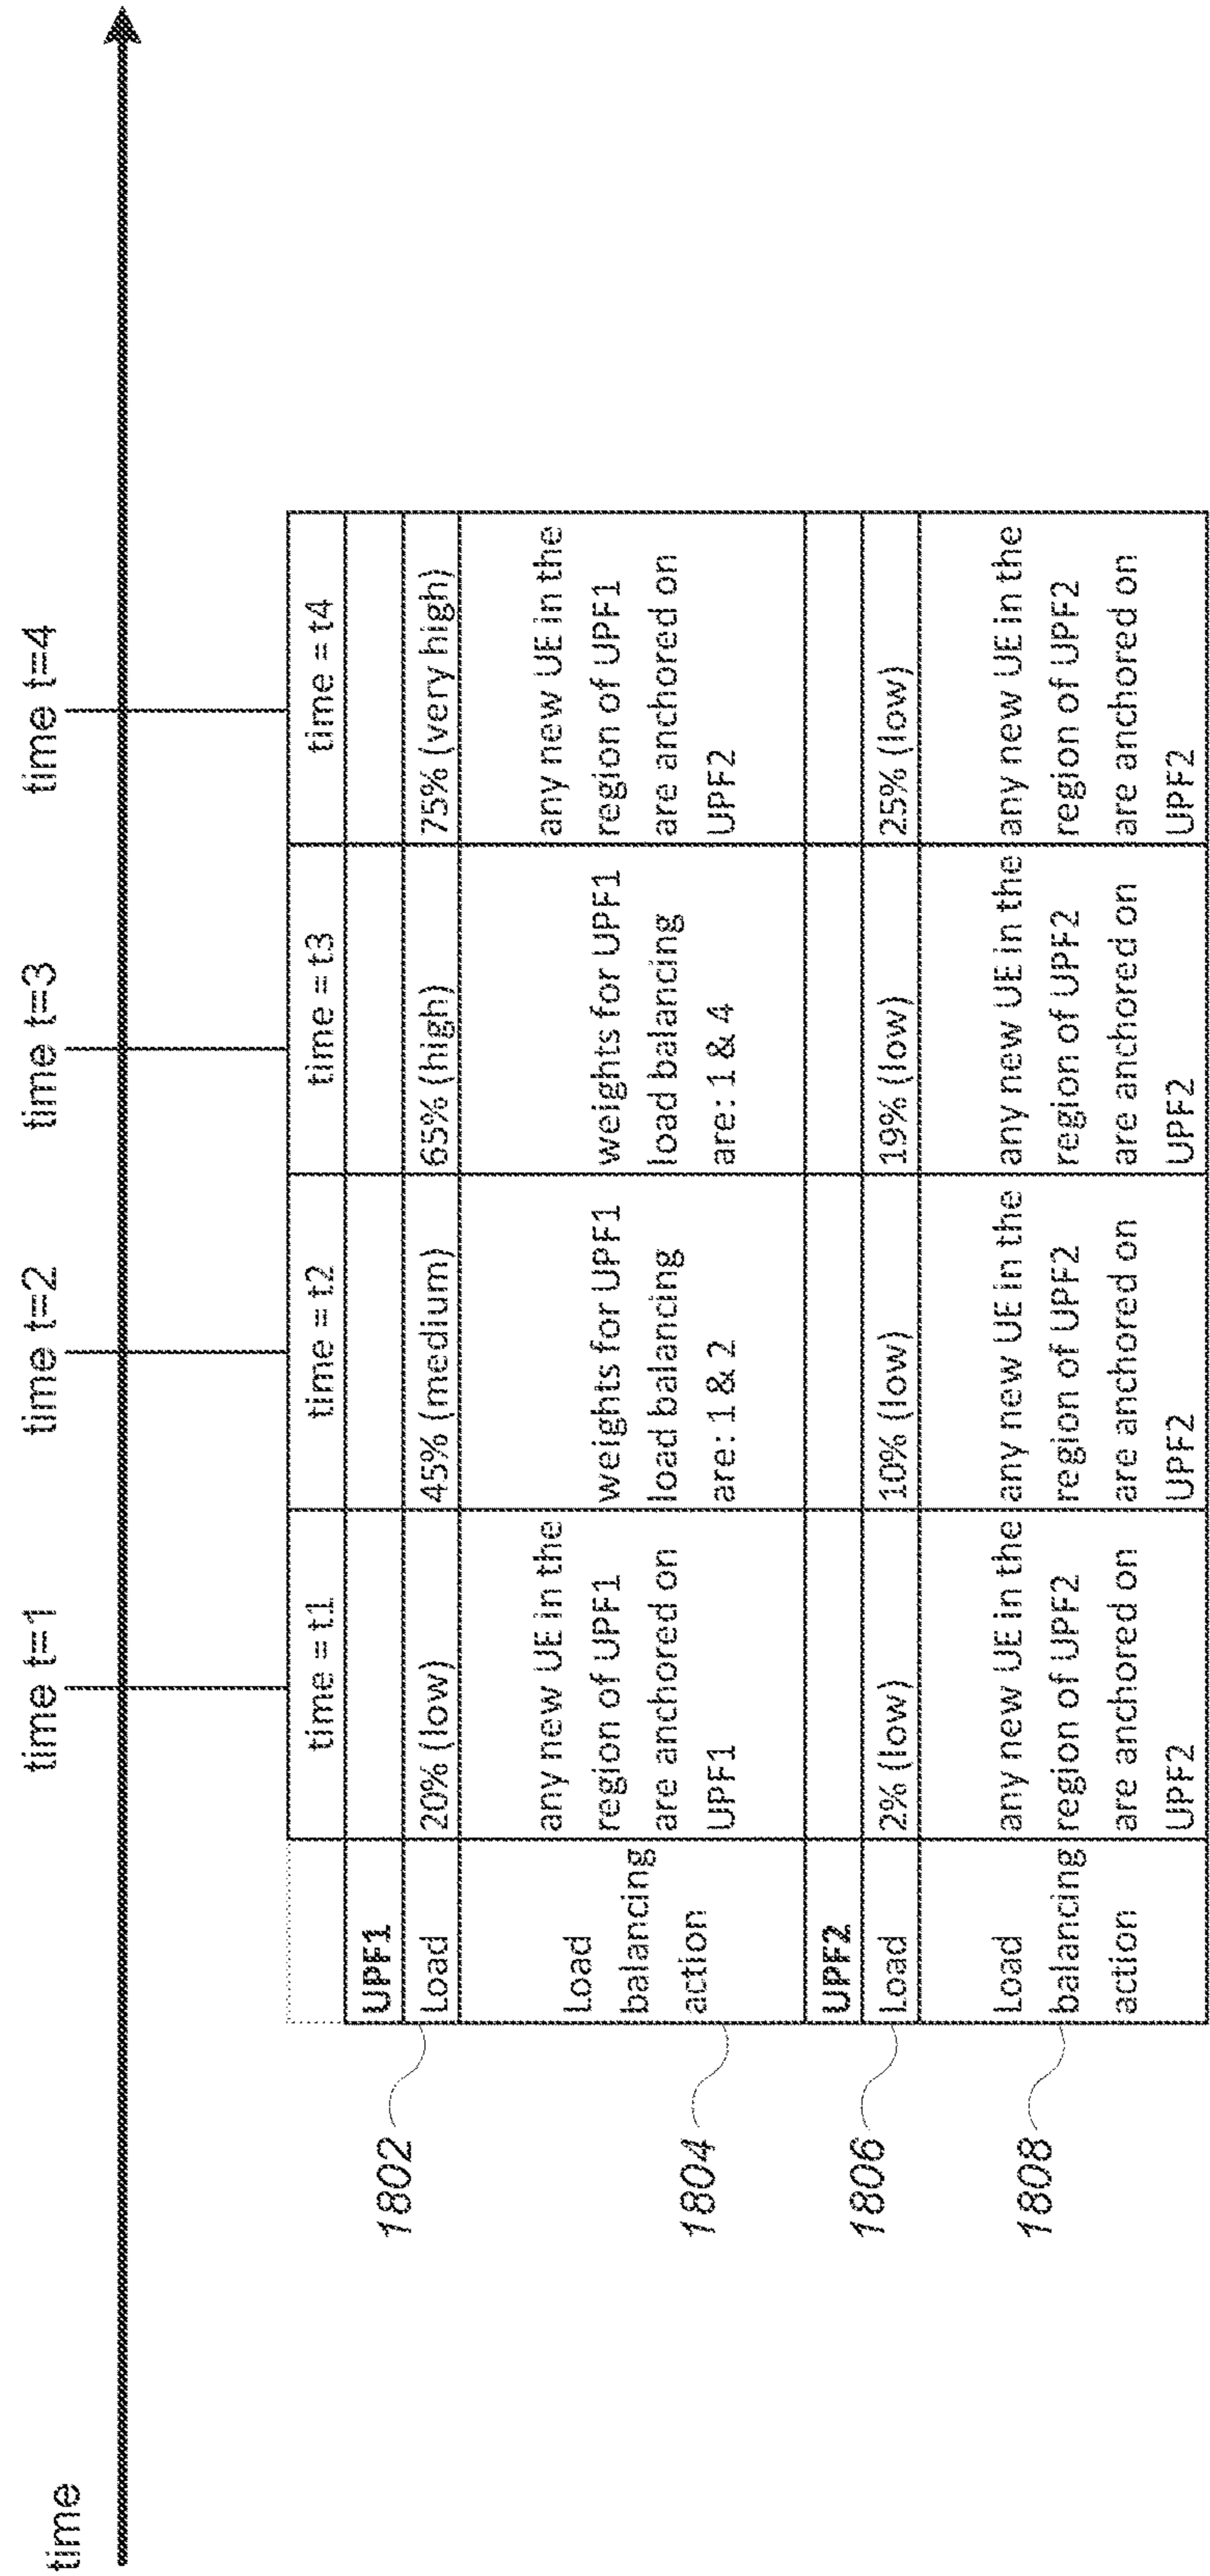 time
time t=1
time t=2
time t=3
time t=4
time = t1
time = t2
time = t3
time = t4
UPF1
1802
Load
20% (low)
45% (medium)
65% (high)
75% (very high)
1804
Load
balancing
action
any new UE in the
region of UPF1
are anchored on
UPF1
weights for UPF1
load balancing
are: 1 & 2
weights for UPF1
load balancing
are: 1 & 4
any new UE in the
region of UPF1
are anchored on
UPF2
UPF2
1806
Load
2% (low)
10% (low)
19% (low)
25% (low)
1808
Load
balancing
action
any new UE in the
region of UPF2
are anchored on
UPF2
any new UE in the
region of UPF2
are anchored on
UPF2
any new UE in the
region of UPF2
are anchored on
UPF2
any new UE in the
region of UPF2
are anchored on
UPF2